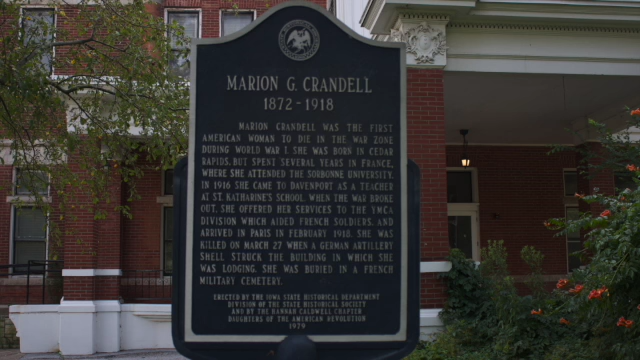 MARION G. CRANDELL
1872-1918
MARION CRANDELL WAS THE FIRST
AMERICAN WOMAN TO DIE IN THE WAR ZONE
DURING WORLD WAR I. SHE WAS BORN IN CEDAR
RAPIDS, BUT SPENT SEVERAL YEARS IN FRANCE,
WHERE SHE ATTENDED THE SORBONNE UNIVERSITY.
IN 1916 SHE CAME TO DAVENPORT AS A TEACHER
AT ST. KATHARINE'S SCHOOL. WHEN THE WAR BROKE
OUT, SHE OFFERED HER SERVICES TO THE YMCA
DIVISION WHICH AIDED FRENCH SOLDIERS, AND
ARRIVED IN PARIS IN FEBRUARY 1918. SHE WAS
KILLED ON MARCH 27 WHEN A GERMAN ARTILLERY
SHELL STRUCK THE BUILDING IN WHICH SHE
WAS LODGING. SHE WAS BURIED IN A FRENCH
MILITARY CEMETERY.
ERECTED BY THE IOWA STATE HISTORICAL DEPARTMENT
DIVISION OF THE STATE HISTORICAL SOCIETY
AND BY THE HANNAH CALDWELL CHAPTER
DAUGHTERS OF THE AMERICAN REVOLUTION
1979